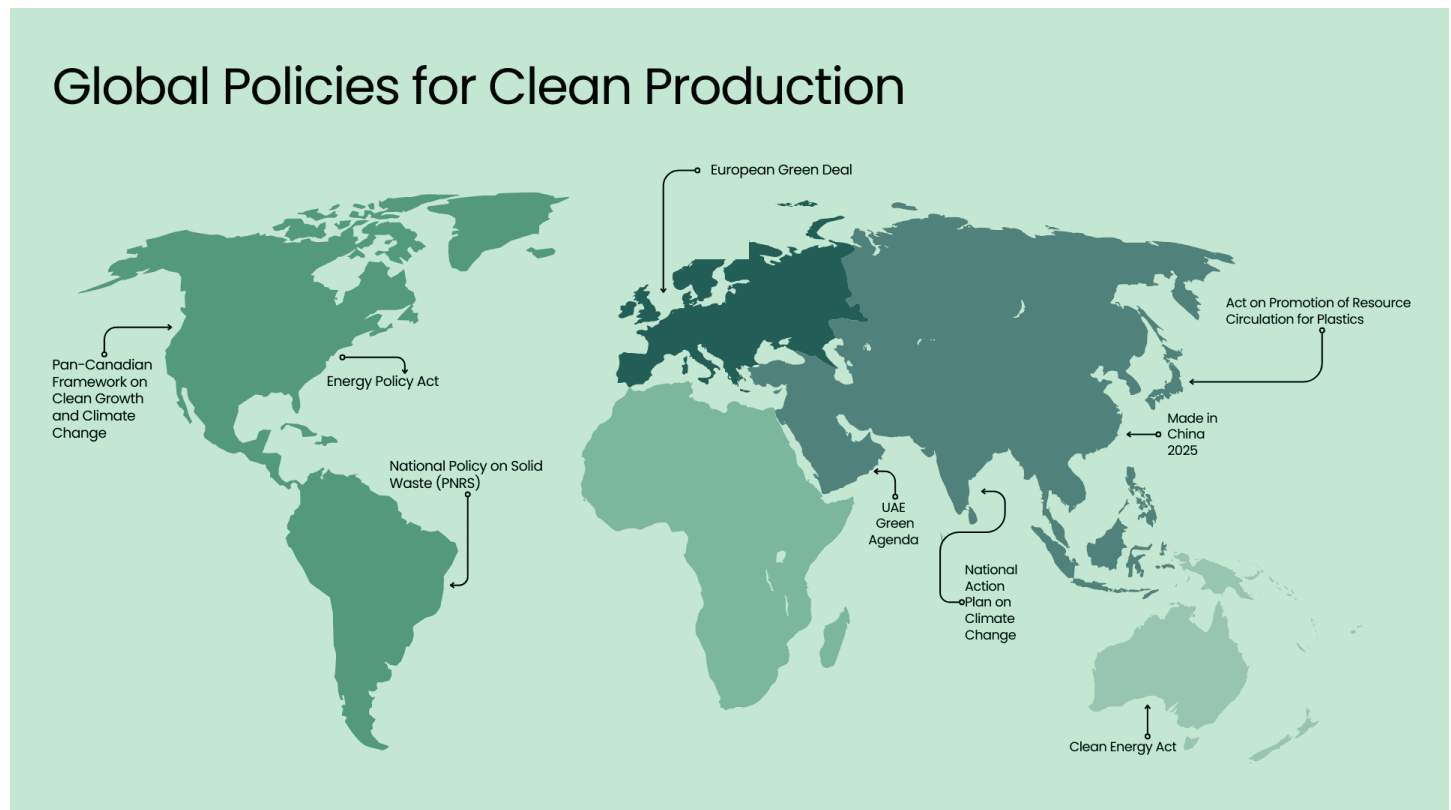 Global Policies for Clean Production
European Green Deal
Act on Promotion of Resource
Circulation for Plastics
Pan-Canadian
Framework on
Clean Growth
and Climate
Change
Energy Policy Act
Made in
China
2025
National Policy on Solid
Waste (PNRS)
UAE
Green
Agenda
National
Action
Plan on
Climate
Change
Clean Energy Act